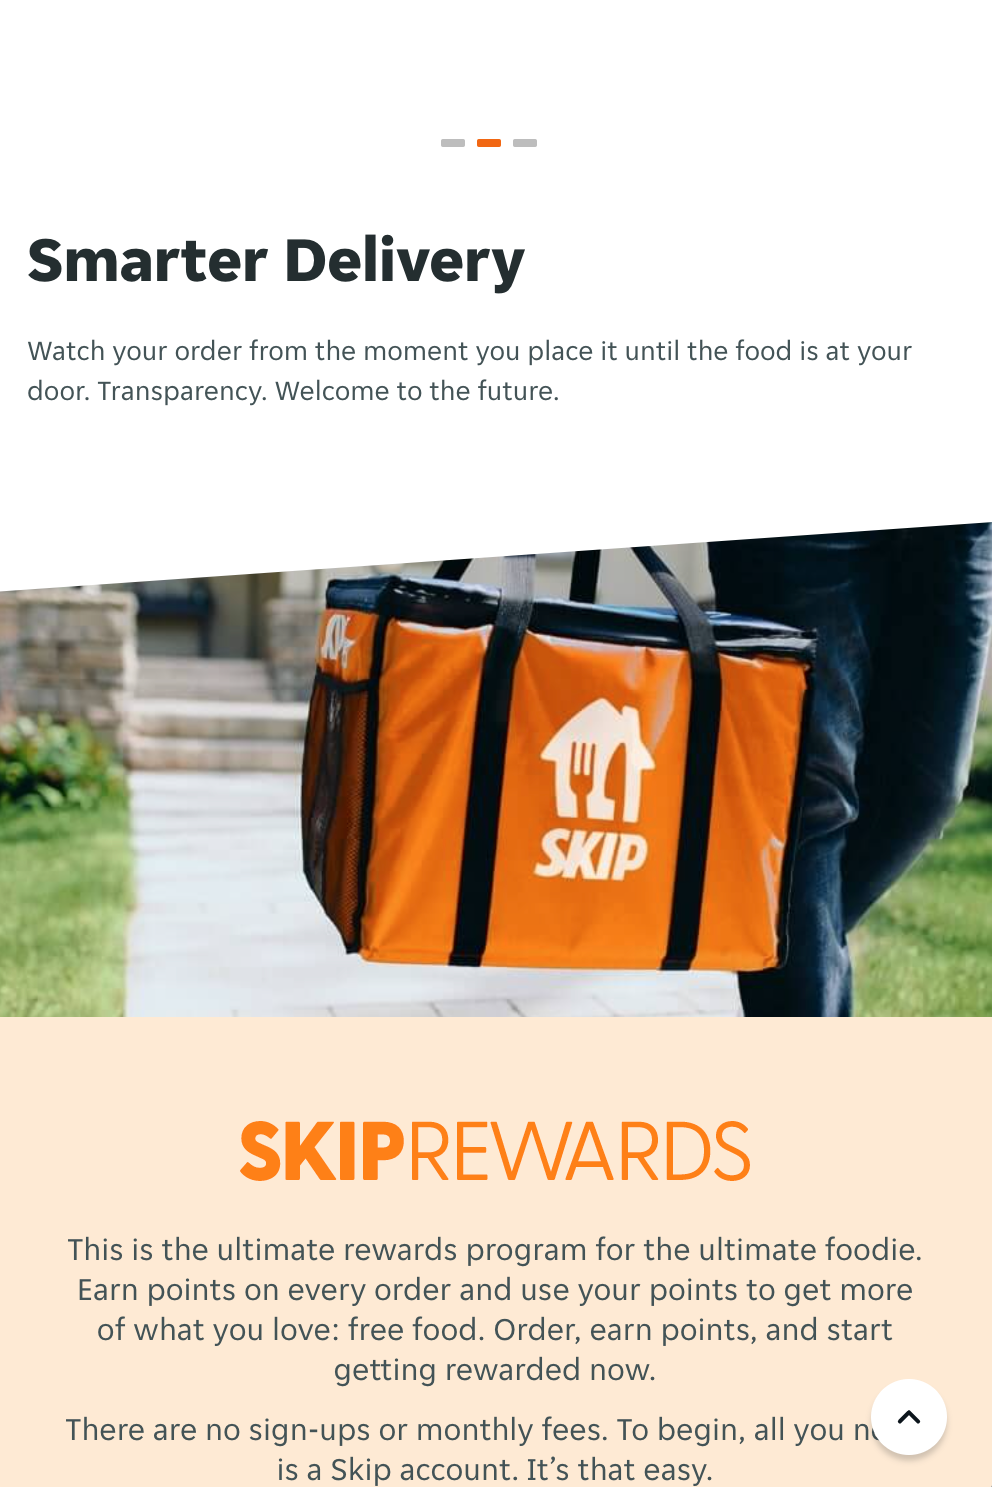 Smarter Delivery
Watch your order from the moment you place it until the food is at your
door. Transparency. Welcome to the future.
SKIP
SKIPREWARDS
This is the ultimate rewards program for the ultimate foodie.
Earn points on every order and use your points to get more
of what you love: free food. Order, earn points, and start
getting rewarded now.
There are no sign-ups or monthly fees. To begin, all you
is a Skip account. It’s that easy.